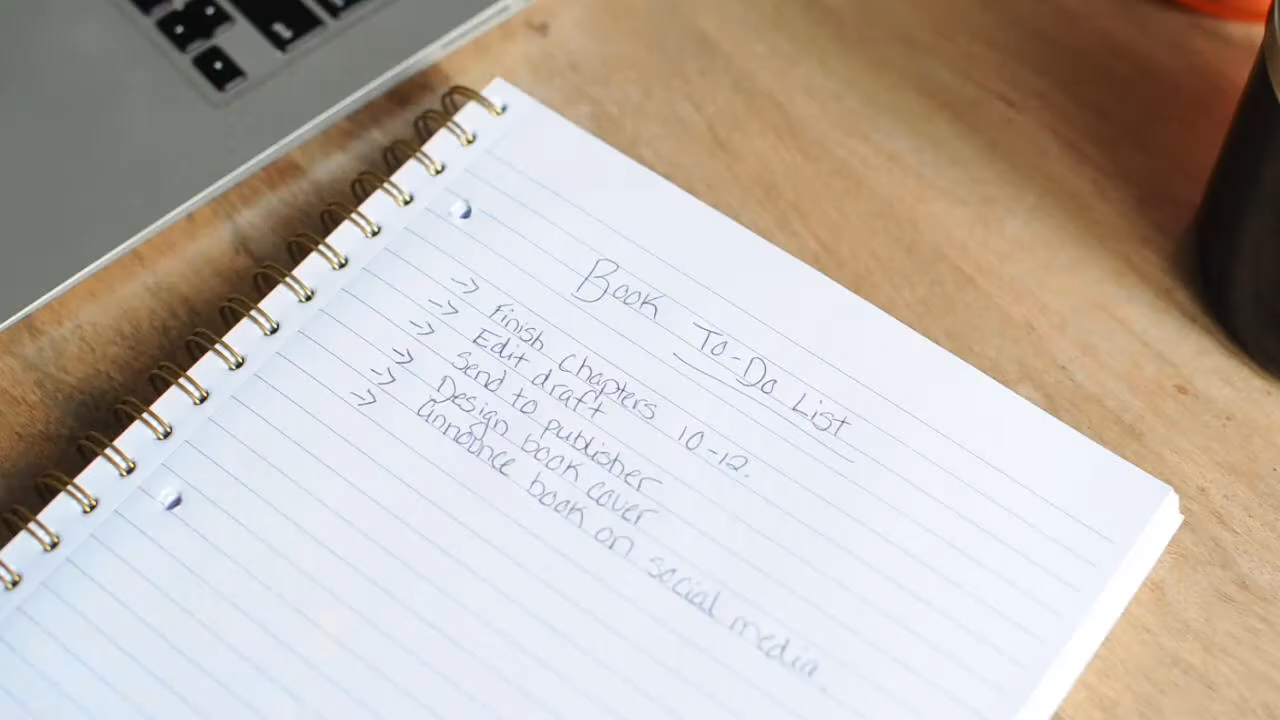 Book To-Do List
-> Finish Chapters 10-12.
-> Edit draft
-> Send to publisher
-> Design book cover
-> announce book on social media.
->